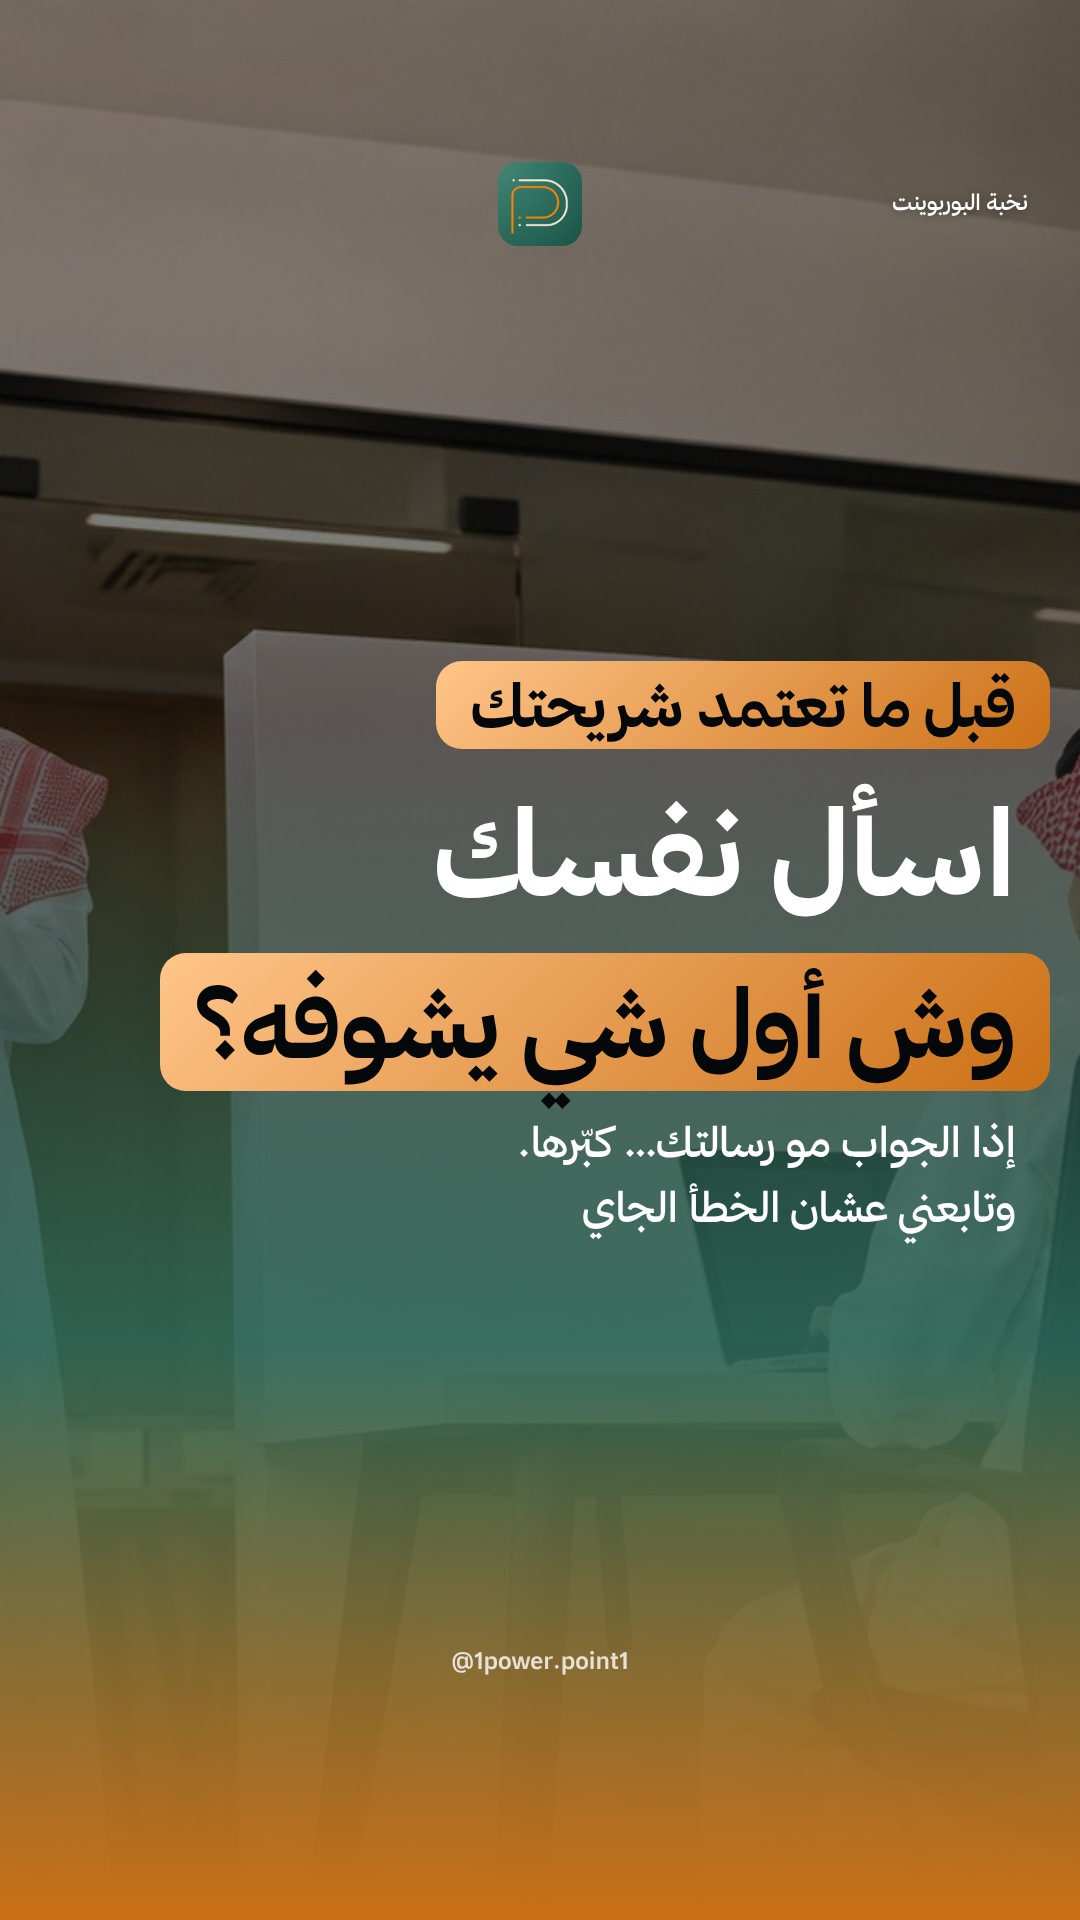 نخبة البوربوينت
قبل ما تعتمد شريحتك
اسأل نفسك
وش أول شي يشوفه؟
إذا الجواب مو رسالتك... كبّرها.
وتابعني عشان الخطأ الجاي
@1power.point1